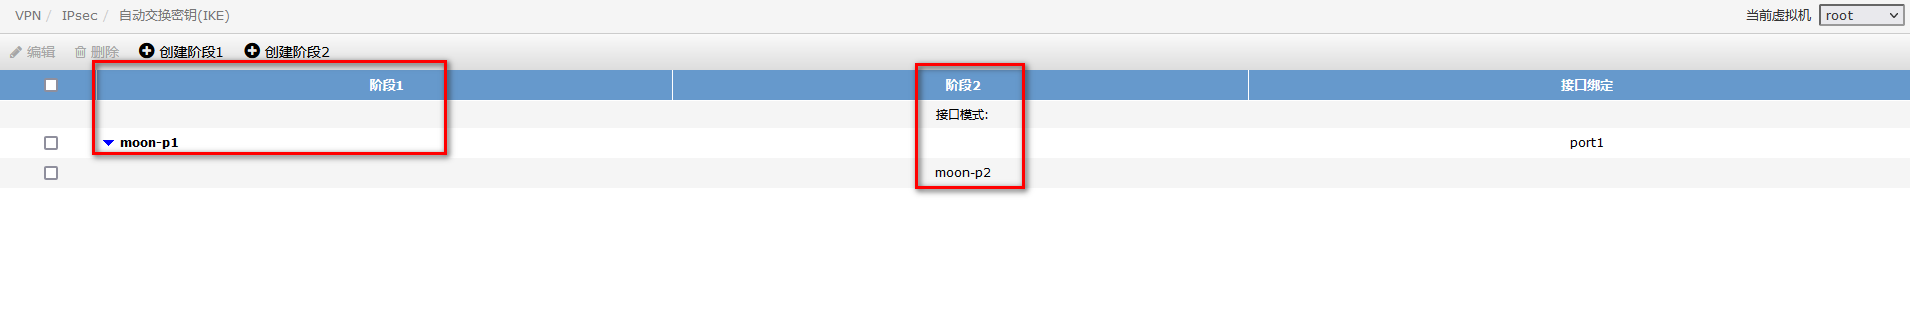 VPN / IPsec / 自动交换密钥(IKE) 当前虚拟机 root
编辑 删除 创建阶段1 创建阶段2
阶段1 阶段2 接口绑定
接口模式:
moon-p1 port1
moon-p2